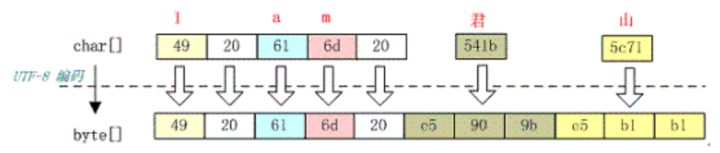 I a m 君 山
char[] 49 20 61 6d 20 541b 5c71
UTF-8 编码
byte[] 49 20 61 6d 20 e5 90 9b e5 b1 b1